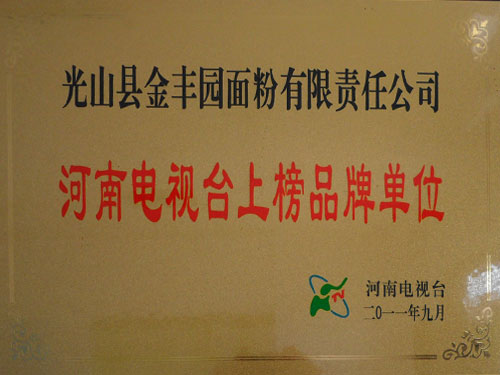 光山县金丰园面粉有限责任公司
河南电视台上榜品牌单位
河南电视台
二〇一一年九月